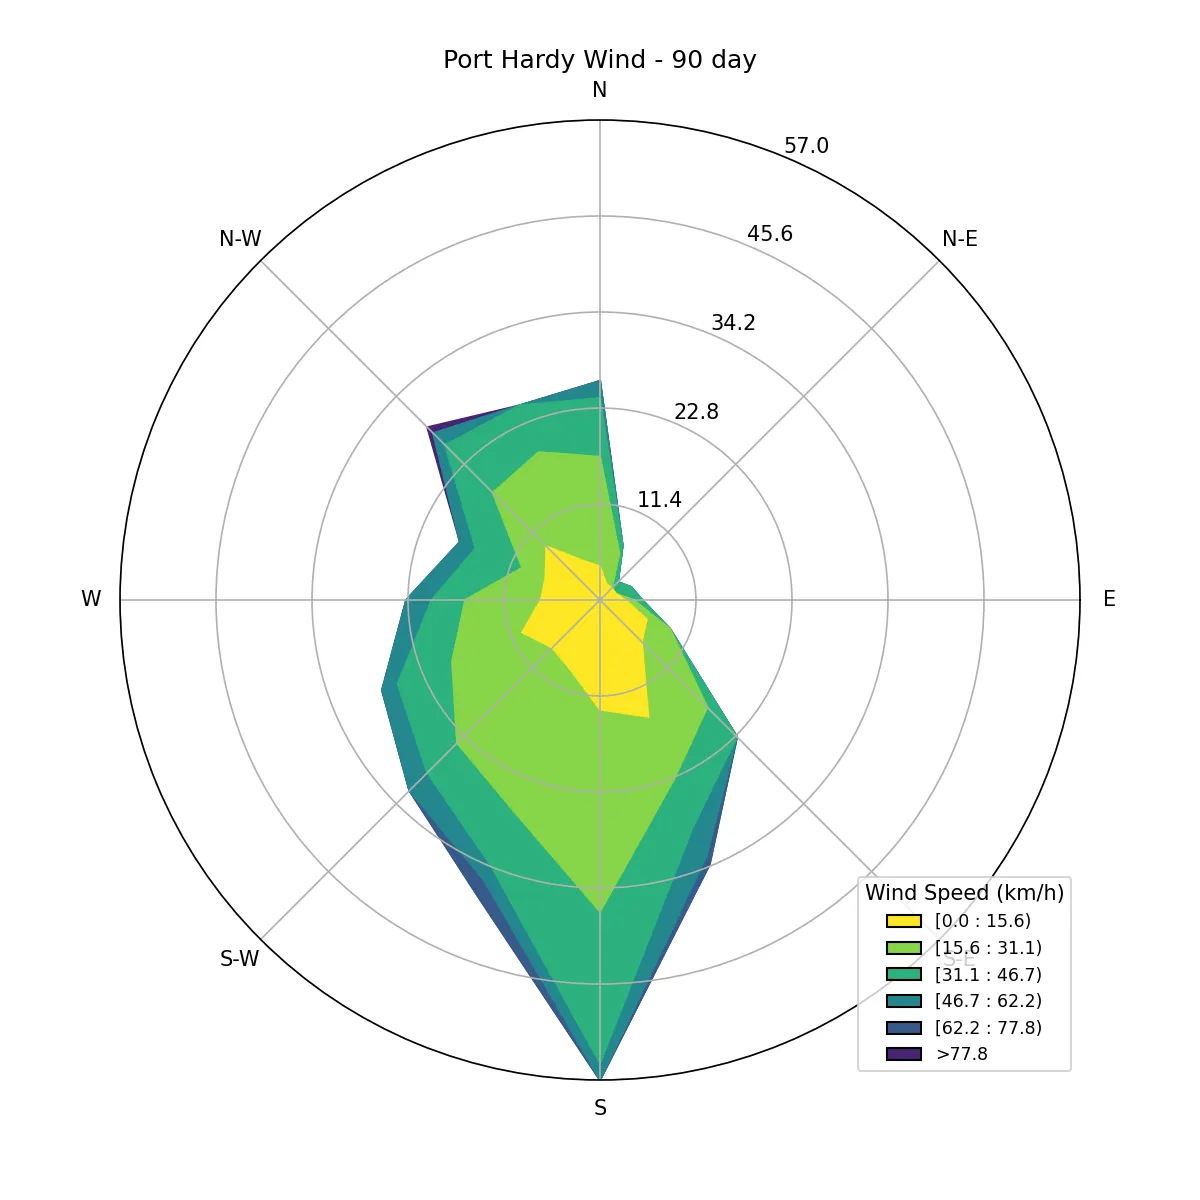 Port Hardy Wind - 90 day
N
57.0
N-W
45.6
N-E
34.2
22.8
11.4
W
E
S-W
S-E
S
Wind Speed (km/h)
[0.0 : 15.6)
[15.6 : 31.1)
[31.1 : 46.7)
[46.7 : 62.2)
[62.2 : 77.8)
>77.8